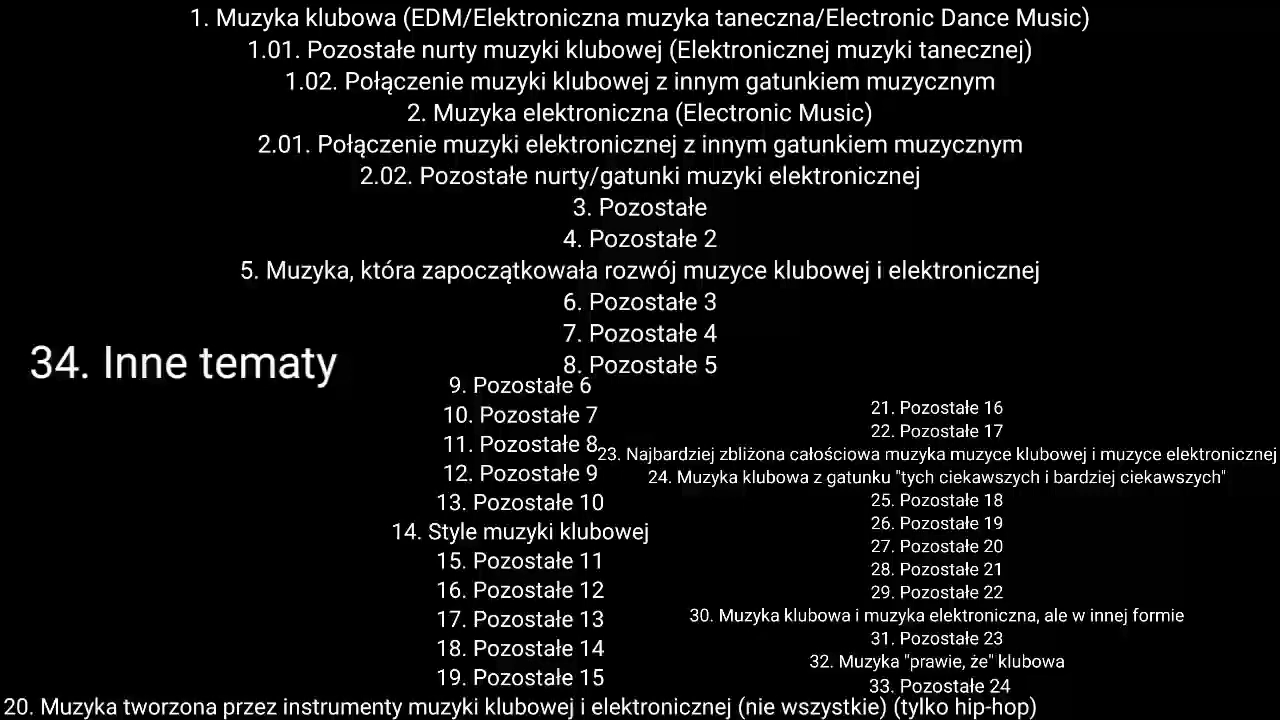 1. Muzyka klubowa (EDM/Elektroniczna muzyka taneczna/Electronic Dance Music)
1.01. Pozostałe nurty muzyki klubowej (Elektronicznej muzyki tanecznej)
1.02. Połączenie muzyki klubowej z innym gatunkiem muzycznym
2. Muzyka elektroniczna (Electronic Music)
2.01. Połączenie muzyki elektronicznej z innym gatunkiem muzycznym
2.02. Pozostałe nurty/gatunki muzyki elektronicznej
3. Pozostałe
4. Pozostałe 2
5. Muzyka, która zapoczątkowała rozwój muzyce klubowej i elektronicznej
6. Pozostałe 3
7. Pozostałe 4
8. Pozostałe 5
9. Pozostałe 6
10. Pozostałe 7
11. Pozostałe 8
12. Pozostałe 9
13. Pozostałe 10
14. Style muzyki klubowej
15. Pozostałe 11
16. Pozostałe 12
17. Pozostałe 13
18. Pozostałe 14
19. Pozostałe 15
20. Muzyka tworzona przez instrumenty muzyki klubowej i elektronicznej (nie wszystkie) (tylko hip-hop)
21. Pozostałe 16
22. Pozostałe 17
23. Najbardziej zbliżona całościowa muzyka muzyce klubowej i muzyce elektronicznej
24. Muzyka klubowa z gatunku "tych ciekawszych i bardziej ciekawszych"
25. Pozostałe 18
26. Pozostałe 19
27. Pozostałe 20
28. Pozostałe 21
29. Pozostałe 22
30. Muzyka klubowa i muzyka elektroniczna, ale w innej formie
31. Pozostałe 23
32. Muzyka "prawie, że" klubowa
33. Pozostałe 24
34. Inne tematy